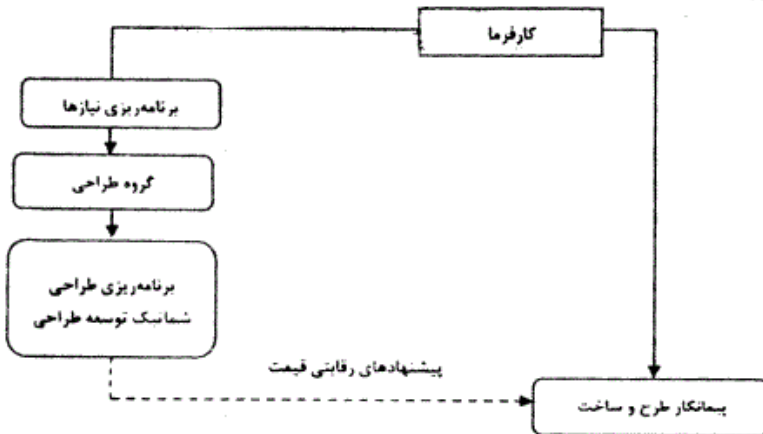 کارفرما
برنامه‌ریزی نیازها
گروه طراحی
برنامه‌ریزی طراحی
شماتیک توسعه طراحی
پیشنهادهای رقابتی قیمت
پیمانکار طرح و ساخت